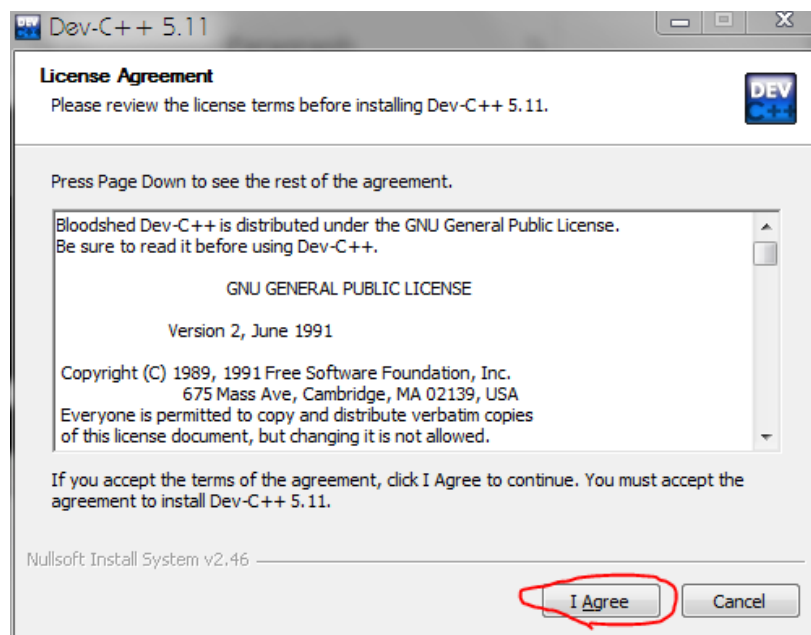 Dev-C++ 5.11
License Agreement
Please review the license terms before installing Dev-C++ 5.11.
DEV
C++
Press Page Down to see the rest of the agreement.
Bloodshed Dev-C++ is distributed under the GNU General Public License.
Be sure to read it before using Dev-C++.
GNU GENERAL PUBLIC LICENSE
Version 2, June 1991
Copyright (C) 1989, 1991 Free Software Foundation, Inc.
675 Mass Ave, Cambridge, MA 02139, USA
Everyone is permitted to copy and distribute verbatim copies
of this license document, but changing it is not allowed.
If you accept the terms of the agreement, click I Agree to continue. You must accept the
agreement to install Dev-C++ 5.11.
Nullsoft Install System v2.46
I Agree Cancel